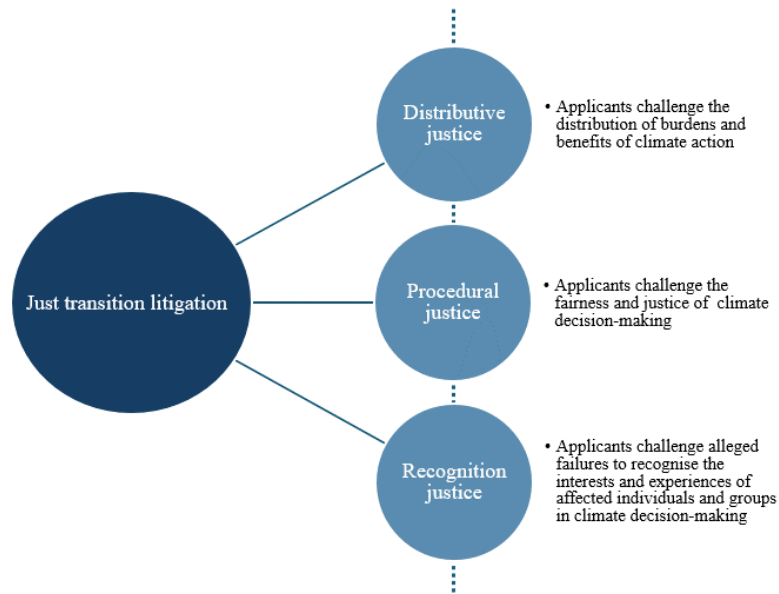 Just transition litigation
Distributive
justice
• Applicants challenge the
distribution of burdens and
benefits of climate action
Procedural
justice
• Applicants challenge the
fairness and justice of climate
decision-making
Recognition
justice
• Applicants challenge alleged
failures to recognise the
interests and experiences of
affected individuals and groups
in climate decision-making